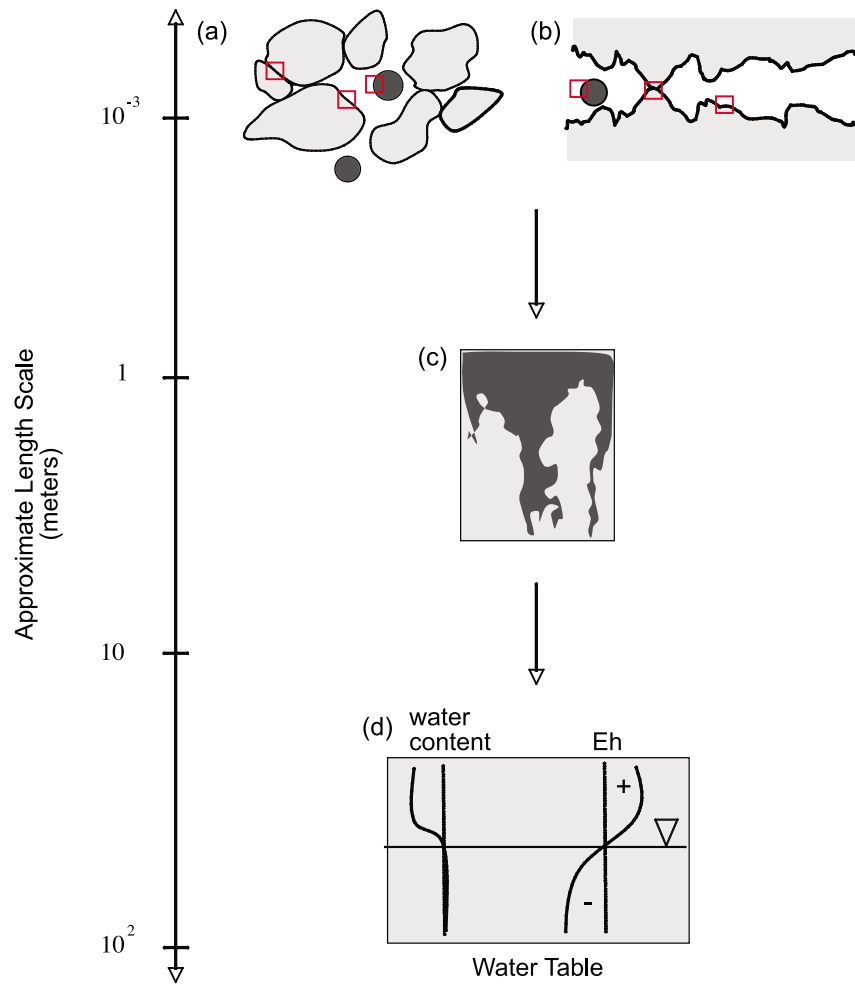 (a)
(b)
10-3
(c)
1
Approximate Length Scale
(meters)
10
(d)
water
content
Eh
+
-
102
Water Table